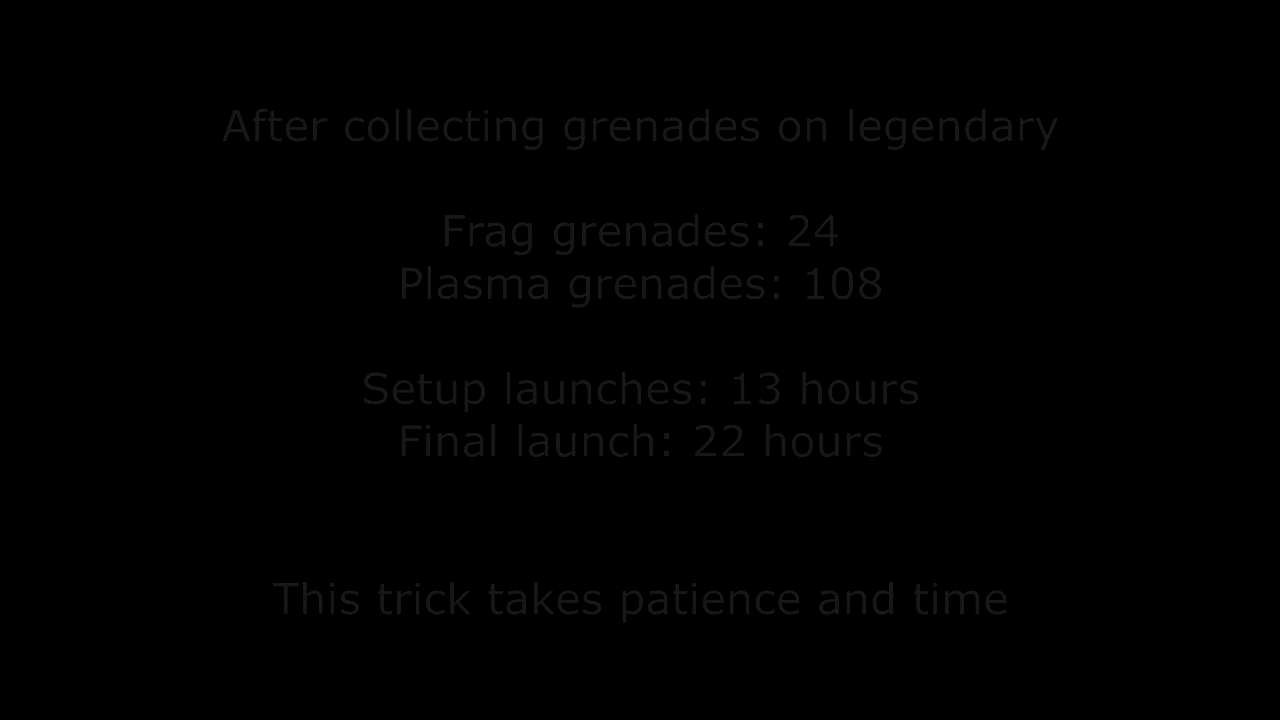 After collecting grenades on legendary
Frag grenades: 24
Plasma grenades: 108
Setup launches: 13 hours
Final launch: 22 hours
This trick takes patience and time